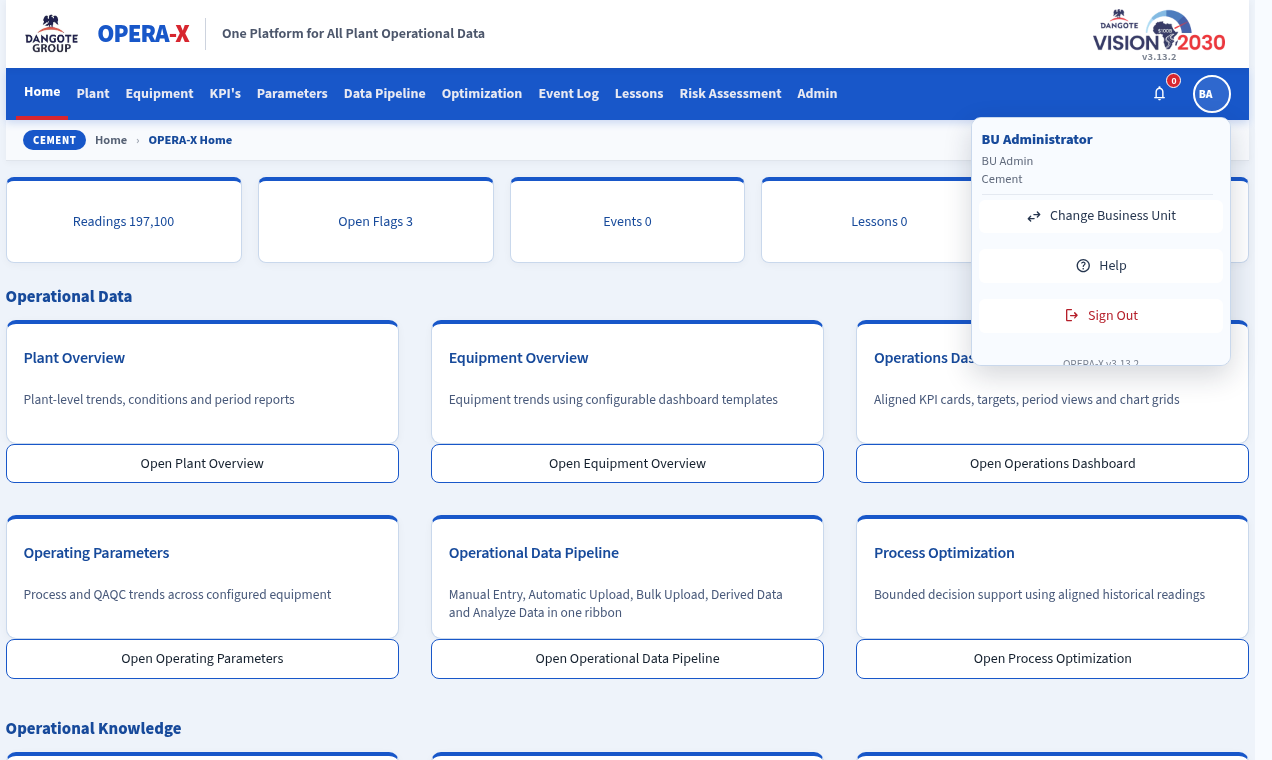 DANGOTE
GROUP
OPERA-X
One Platform for All Plant Operational Data
DANGOTE
$100B
VISION 2030
v3.13.2
Home Plant Equipment KPI's Parameters Data Pipeline Optimization Event Log Lessons Risk Assessment Admin
0
BA
CEMENT Home › OPERA-X Home
BU Administrator
BU Admin
Cement
Change Business Unit
Help
Sign Out
OPERA-X v3.13.2
Readings 197,100
Open Flags 3
Events 0
Lessons 0
Operational Data
Plant Overview
Plant-level trends, conditions and period reports
Open Plant Overview
Equipment Overview
Equipment trends using configurable dashboard templates
Open Equipment Overview
Operations Das
Aligned KPI cards, targets, period views and chart grids
Open Operations Dashboard
Operating Parameters
Process and QAQC trends across configured equipment
Open Operating Parameters
Operational Data Pipeline
Manual Entry, Automatic Upload, Bulk Upload, Derived Data
and Analyze Data in one ribbon
Open Operational Data Pipeline
Process Optimization
Bounded decision support using aligned historical readings
Open Process Optimization
Operational Knowledge